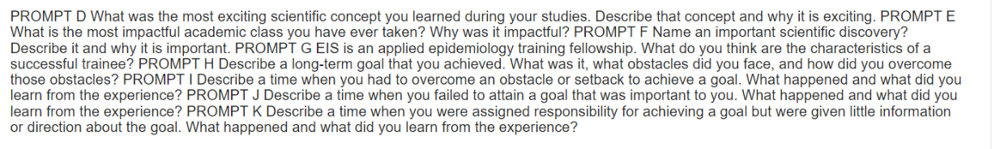 PROMPT D What was the most exciting scientific concept you learned during your studies. Describe that concept and why it is exciting. PROMPT E
What is the most impactful academic class you have ever taken? Why was it impactful? PROMPT F Name an important scientific discovery?
Describe it and why it is important. PROMPT G EIS is an applied epidemiology training fellowship. What do you think are the characteristics of a
successful trainee? PROMPT H Describe a long-term goal that you achieved. What was it, what obstacles did you face, and how did you overcome
those obstacles? PROMPT I Describe a time when you had to overcome an obstacle or setback to achieve a goal. What happened and what did you
learn from the experience? PROMPT J Describe a time when you failed to attain a goal that was important to you. What happened and what did you
learn from the experience? PROMPT K Describe a time when you were assigned responsibility for achieving a goal but were given little information
or direction about the goal. What happened and what did you learn from the experience?